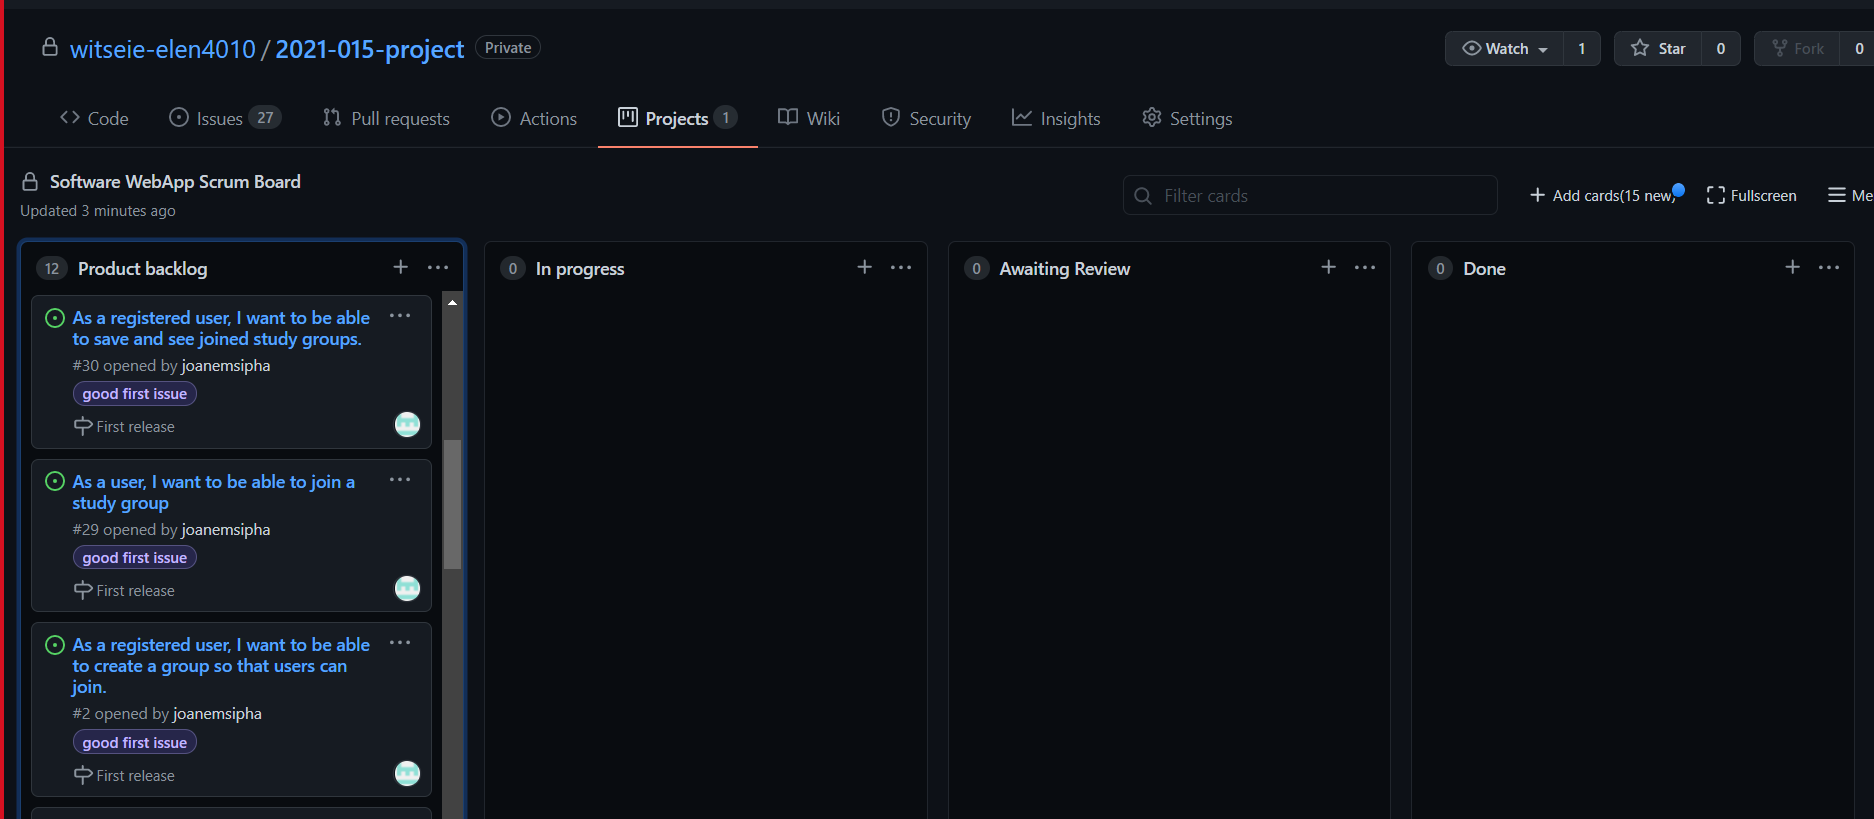 witseie-elen4010 / 2021-015-project Private
Watch 1 Star 0 Fork 0
Code Issues 27 Pull requests Actions Projects 1 Wiki Security Insights Settings
Software WebApp Scrum Board
Updated 3 minutes ago
Filter cards
Add cards(15 new) Fullscreen Me
12 Product backlog
As a registered user, I want to be able
to save and see joined study groups.
#30 opened by joanemsipha
good first issue
First release
As a user, I want to be able to join a
study group
#29 opened by joanemsipha
good first issue
First release
As a registered user, I want to be able
to create a group so that users can
join.
#2 opened by joanemsipha
good first issue
First release
0 In progress
0 Awaiting Review
0 Done